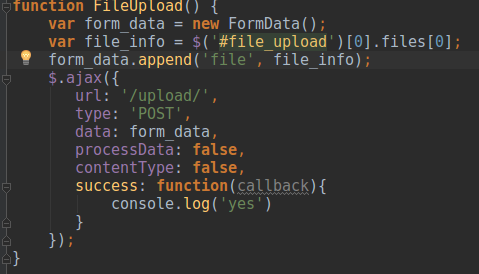 function FileUpload() {
    var form_data = new FormData();
    var file_info = $('#file_upload')[0].files[0];
    form_data.append('file', file_info);
    $.ajax({
       url: '/upload/',
       type: 'POST',
       data: form_data,
       processData: false,
       contentType: false,
       success: function(callback){
           console.log('yes')
       }
    });
}